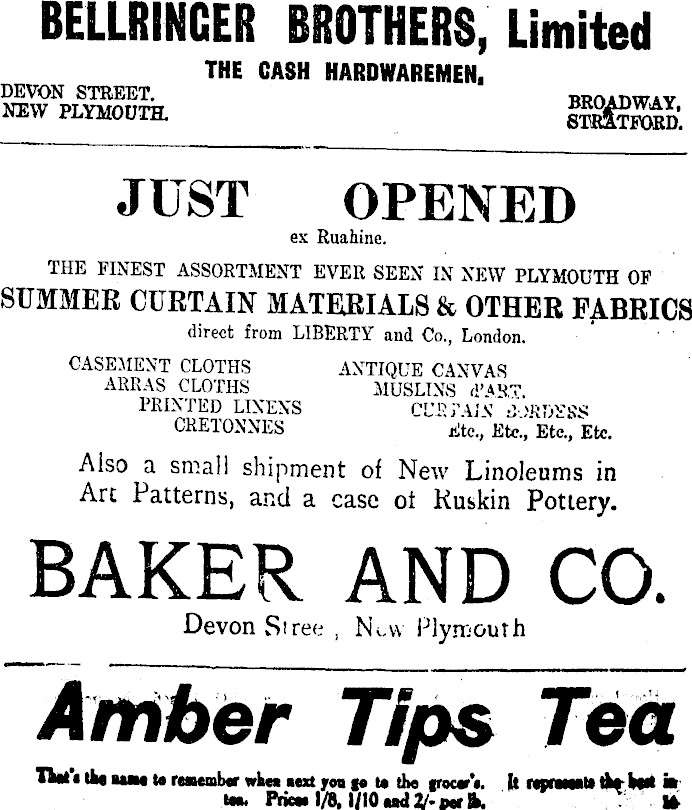 BELLRINGER BROTHERS, Limited
THE CASH HARDWAREMEN,
DEVON STREET.
NEW PLYMOUTH.
BROADWAY,
STRATFORD.
JUST OPENED
ex Ruahine.
THE FINEST ASSORTMENT EVER SEEN IN NEW PLYMOUTH OF
SUMMER CURTAIN MATERIALS & OTHER FABRICS
direct from LIBERTY and Co., London.
CASEMENT CLOTHS
ARRAS CLOTHS
PRINTED LINENS
CRETONNES
ANTIQUE CANVAS
MUSLINS d'ART.
CURTAIN BORDERS
Etc., Etc., Etc., Etc.
Also a small shipment of New Linoleums in
Art Patterns, and a case of Ruskin Pottery.
BAKER AND CO.
Devon Stree , New Plymouth
Amber Tips Tea
That's the name to remember when next you go to the grocer's. It represents the best in
tea. Prices 1/8, 1/10 and 2/- per lb.